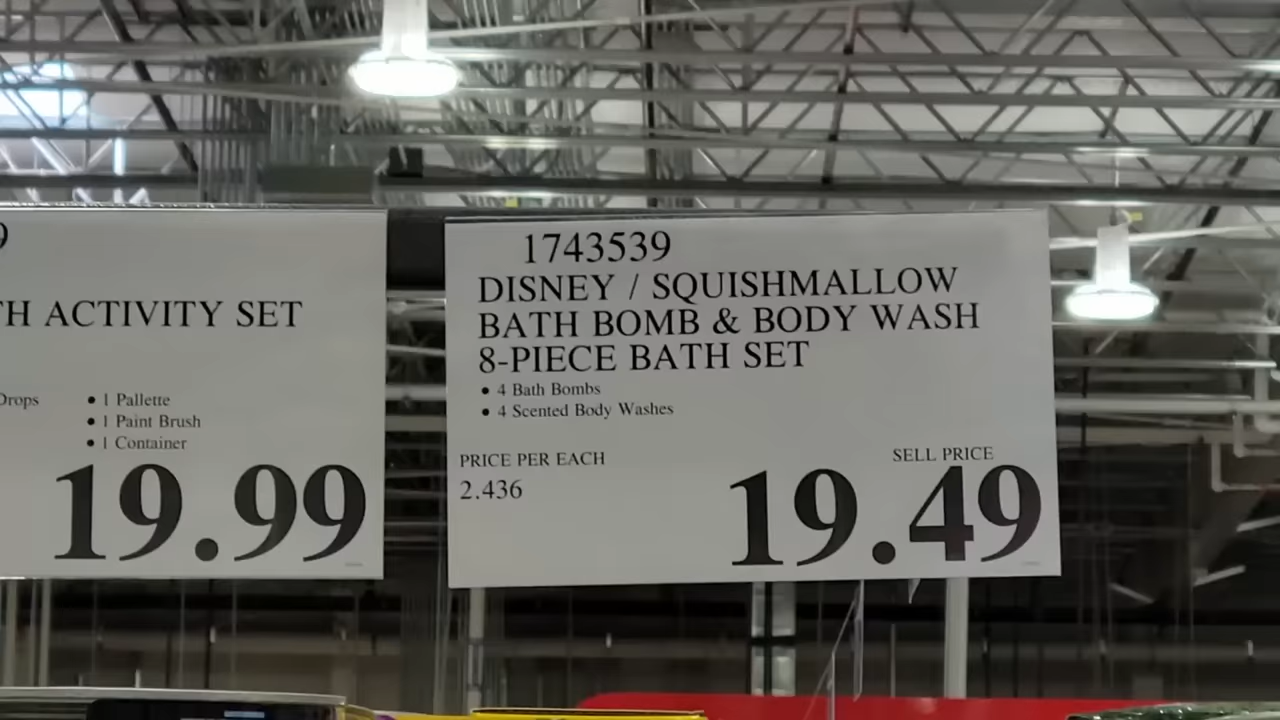 9
TH ACTIVITY SET
Drops
• 1 Pallette
• 1 Paint Brush
• 1 Container
19.99
1743539
DISNEY / SQUISHMALLOW
BATH BOMB & BODY WASH
8-PIECE BATH SET
• 4 Bath Bombs
• 4 Scented Body Washes
PRICE PER EACH
2.436
SELL PRICE
19.49